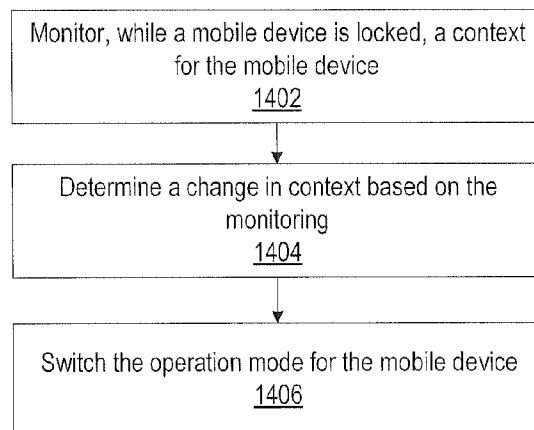 Monitor, while a mobile device is locked, a context
for the mobile device
1402
Determine a change in context based on the
monitoring
1404
Switch the operation mode for the mobile device
1406